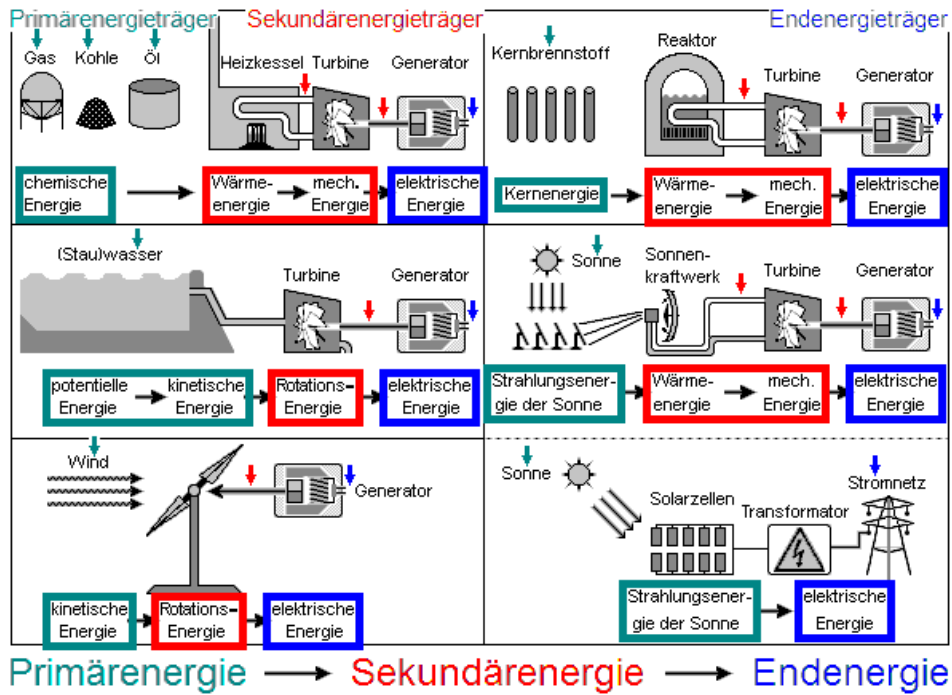 Primärenergieträger
Sekundärenergieträger
Endenergieträger
Gas
Kohle
Öl
Heizkessel
Turbine
Generator
chemische
Energie
Wärme-
energie
mech.
Energie
elektrische
Energie
Kernbrennstoff
Reaktor
Turbine
Generator
Kernenergie
Wärme-
energie
mech.
Energie
elektrische
Energie
(Stau)wasser
Turbine
Generator
potentielle
Energie
kinetische
Energie
Rotations-
Energie
elektrische
Energie
Sonne
Sonnen-
kraftwerk
Turbine
Generator
Strahlungsener-
gie der Sonne
Wärme-
energie
mech.
Energie
elektrische
Energie
Wind
Generator
kinetische
Energie
Rotations-
Energie
elektrische
Energie
Sonne
Solarzellen
Transformator
Stromnetz
Strahlungsener-
gie der Sonne
elektrische
Energie
Primärenergie
Sekundärenergie
Endenergie